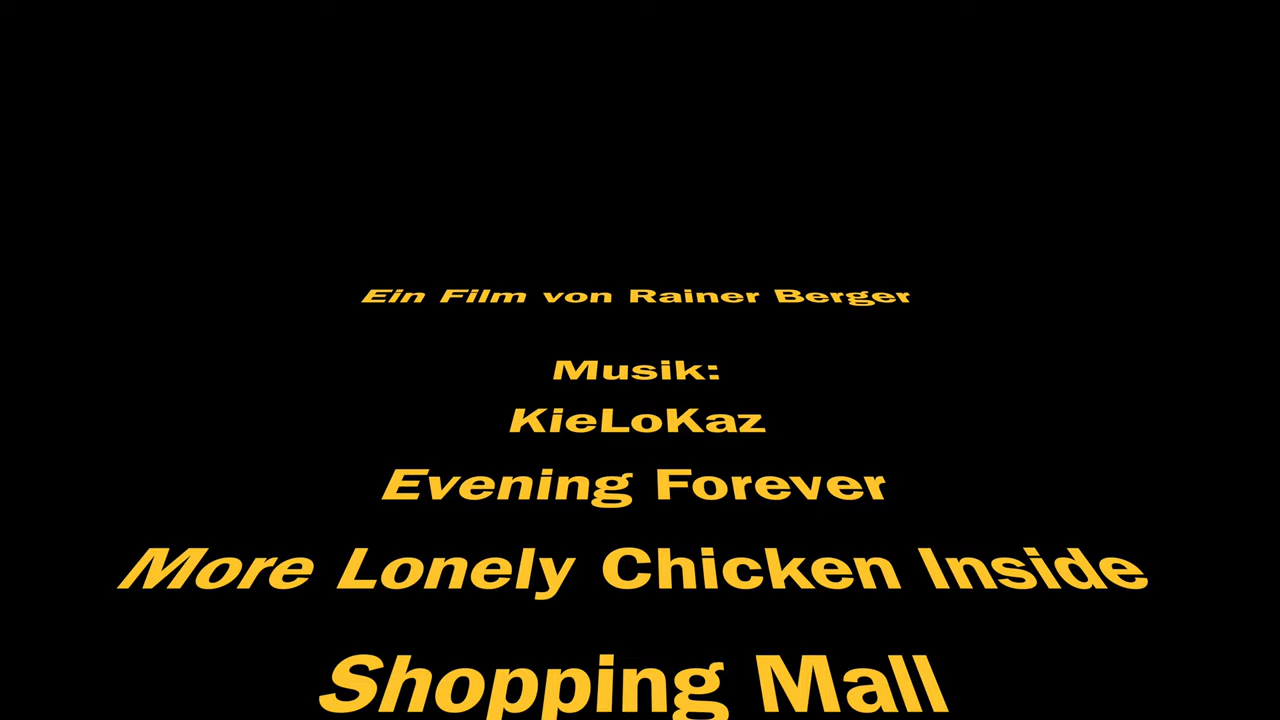 Ein Film von Rainer Berger
Musik:
KieLoKaz
Evening Forever
More Lonely Chicken Inside
Shopping Mall